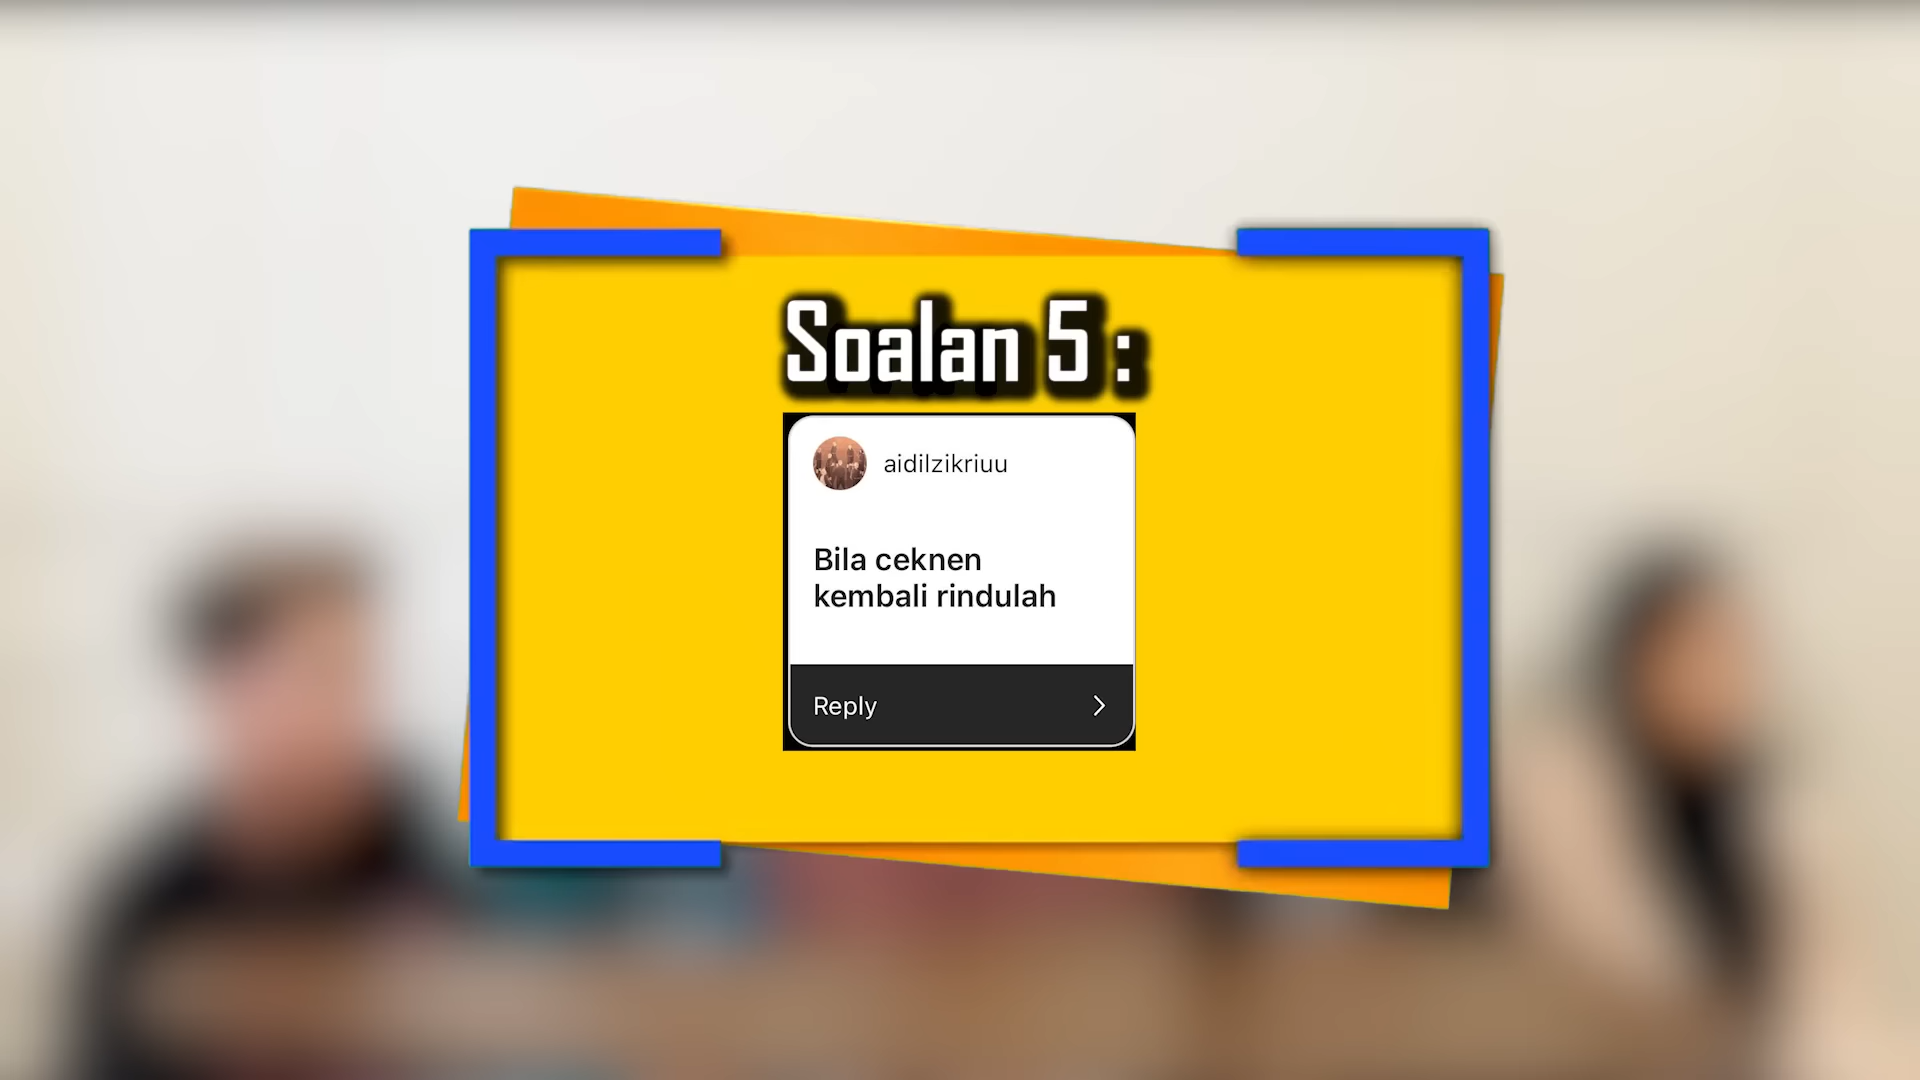 Soalan 5 :
aidilzikriuu
Bila ceknen
kembali rindulah
Reply